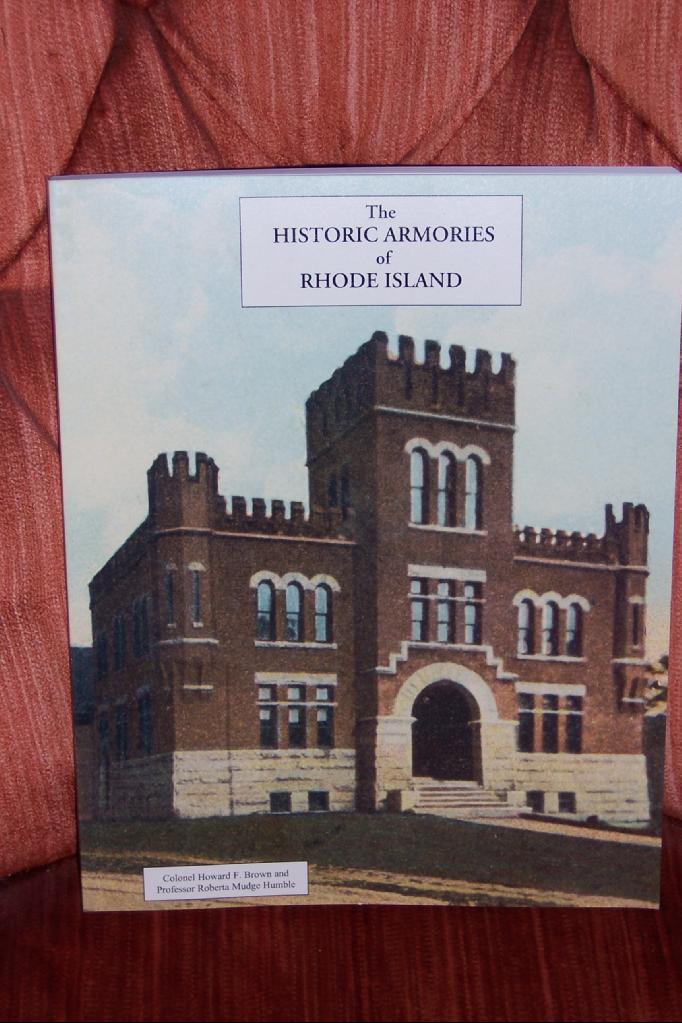 The
HISTORIC ARMORIES
of
RHODE ISLAND
Colonel Howard F. Brown and
Professor Roberta Mudge Humble